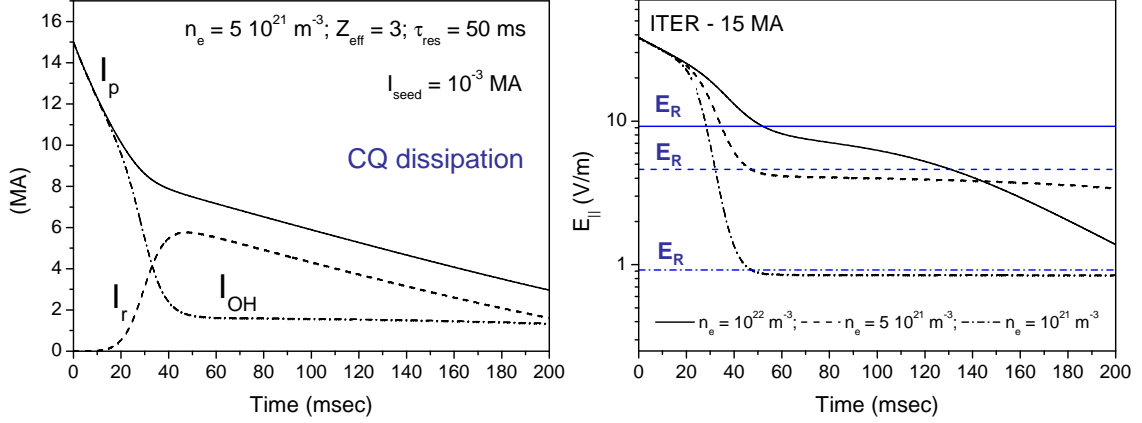 n_e = 5 10^21 m^-3; Z_eff = 3; τ_res = 50 ms
I_seed = 10^-3 MA
I_p
CQ dissipation
I_r
I_OH
(MA)
16
14
12
10
8
6
4
2
0
0 20 40 60 80 100 120 140 160 180 200
Time (msec)
ITER - 15 MA
E_R
E_R
E_R
E_|| (V/m)
10
1
n_e = 10^22 m^-3; n_e = 5 10^21 m^-3; n_e = 10^21 m^-3
0 20 40 60 80 100 120 140 160 180 200
Time (msec)